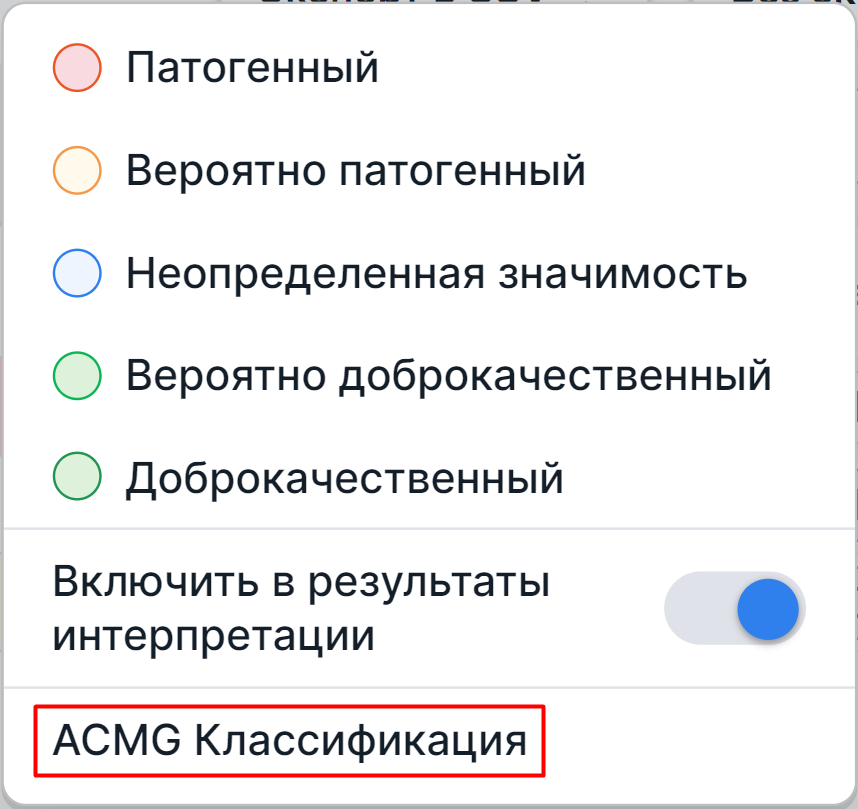 Патогенный
Вероятно патогенный
Неопределенная значимость
Вероятно доброкачественный
Доброкачественный
Включить в результаты
интерпретации
ACMG Классификация